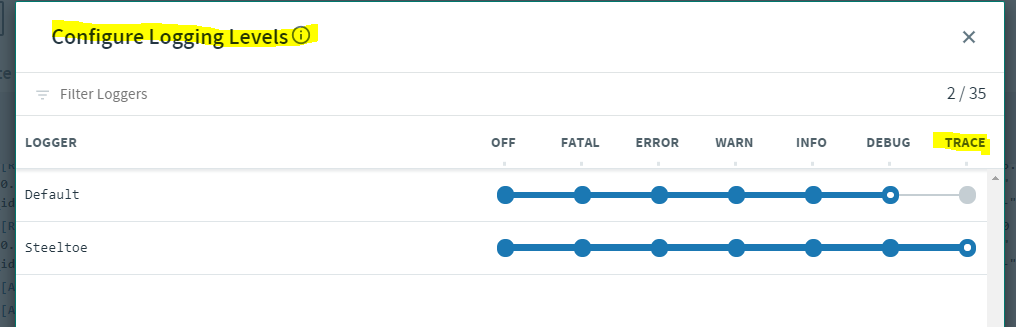 Configure Logging Levels
Filter Loggers 2 / 35
LOGGER OFF FATAL ERROR WARN INFO DEBUG TRACE
Default
Steeltoe